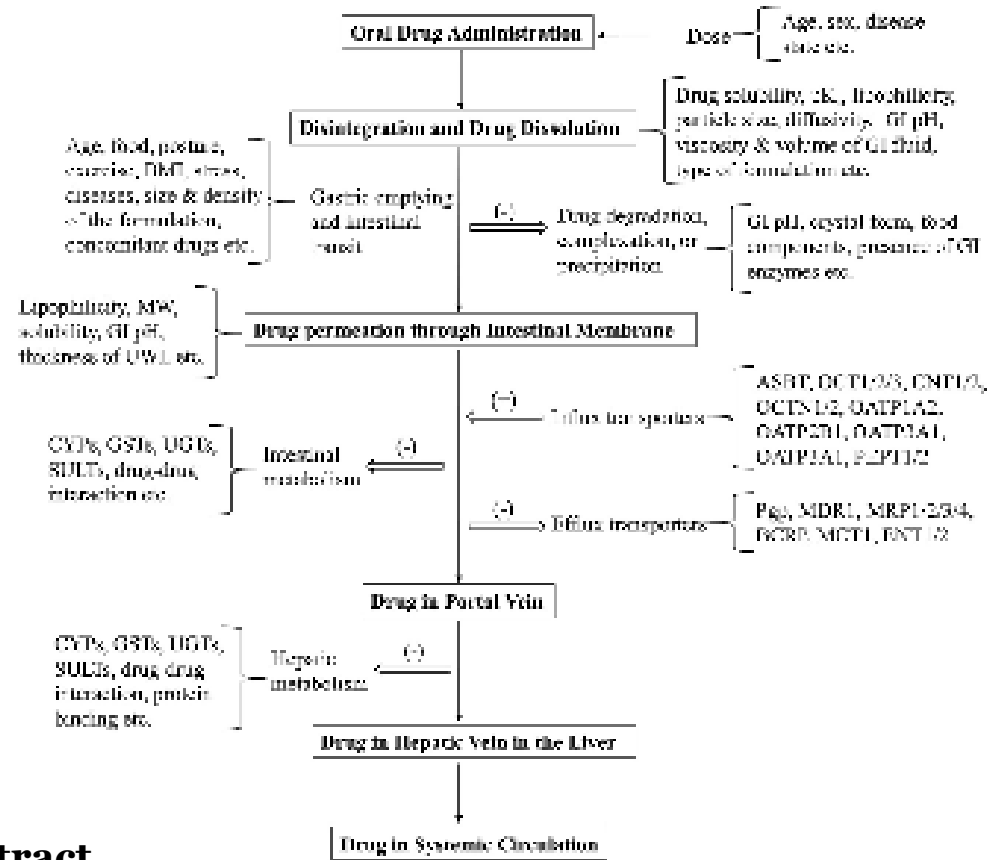 Oral Drug Administration
Dose
Age, sex, disease
state etc.
Disintegration and Drug Dissolution
Drug solubility, pKa, lipophilicity,
particle size, diffusivity, GI pH,
viscosity & volume of GI fluid,
type of formulation etc.
Age, food, posture,
exercise, BMI, stress,
diseases, size & density
of the formulation,
concomitant drugs etc.
Gastric emptying
and intestinal
transit
(-)
Drug degradation,
complexation, or
precipitation
GI pH, crystal form, food
components, presence of GI
enzymes etc.
Lipophilicity, MW,
solubility, GI pH,
thickness of UWL etc.
Drug permeation through Intestinal Membrane
(+)
Influx transporters
ASBT, OCT1/2/3, CNT1/2,
OCTN1/2, OATP1A2,
OATP2B1, OATP3A1,
PEPT1/2
CYPs, GSTs, UGTs,
SULTs, drug-drug
interaction etc.
Intestinal
metabolism
(-)
(-)
Efflux transporters
Pgp, MDR1, MRP1/2/3/4,
BCRP, MCT1, ENT1/2
Drug in Portal Vein
CYPs, GSTs, UGTs,
SULTs, drug-drug
interaction, protein
binding etc.
Hepatic
metabolism
(-)
Drug in Hepatic Vein in the Liver
Drug in Systemic Circulation
tract